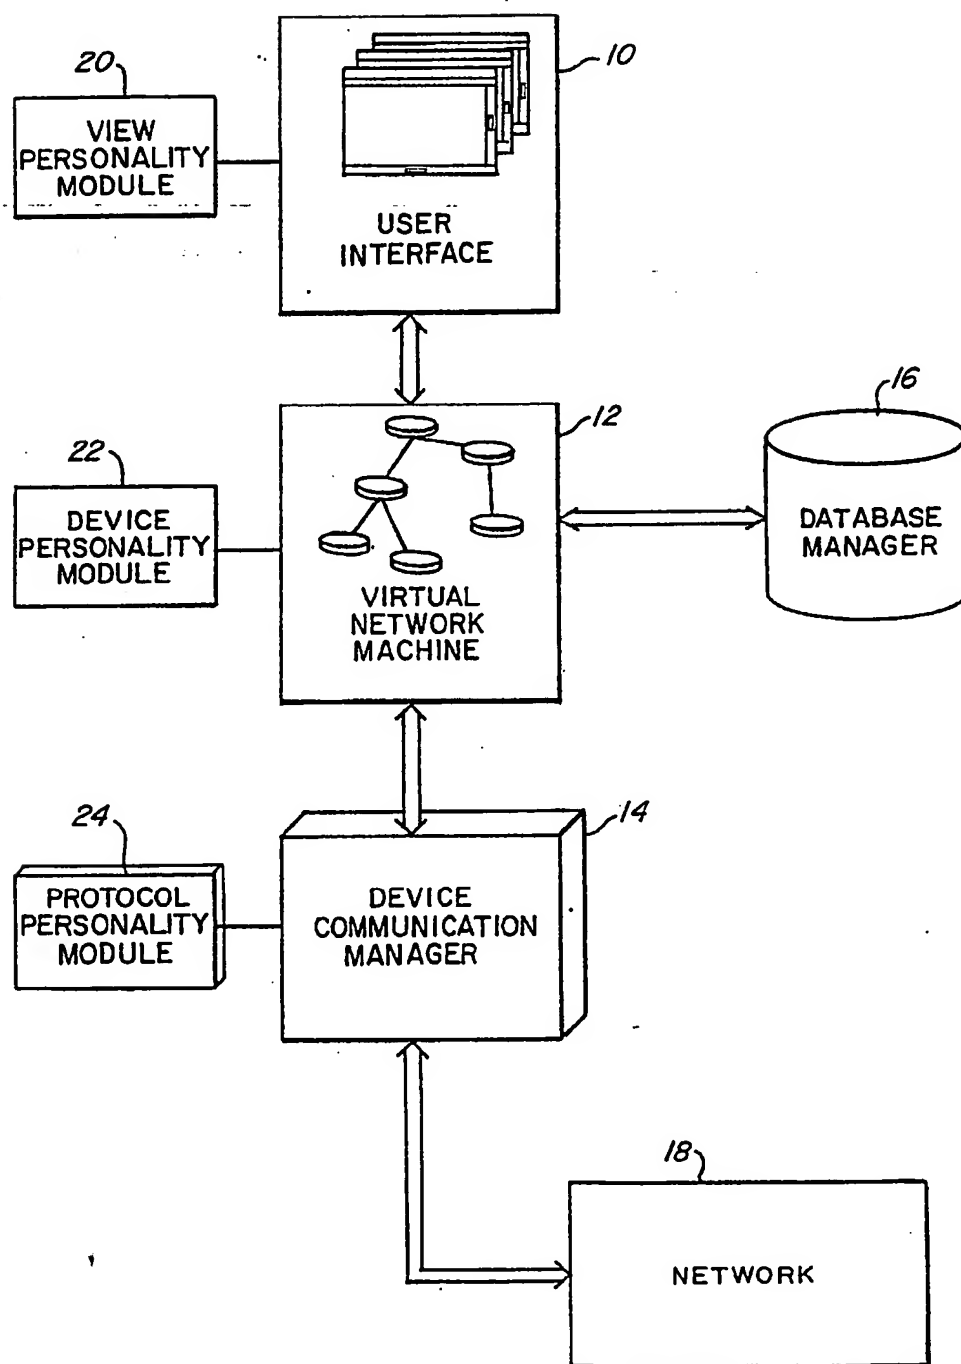 20
VIEW
PERSONALITY
MODULE
10
USER
INTERFACE
22
DEVICE
PERSONALITY
MODULE
12
VIRTUAL
NETWORK
MACHINE
16
DATABASE
MANAGER
24
PROTOCOL
PERSONALITY
MODULE
14
DEVICE
COMMUNICATION
MANAGER
18
NETWORK